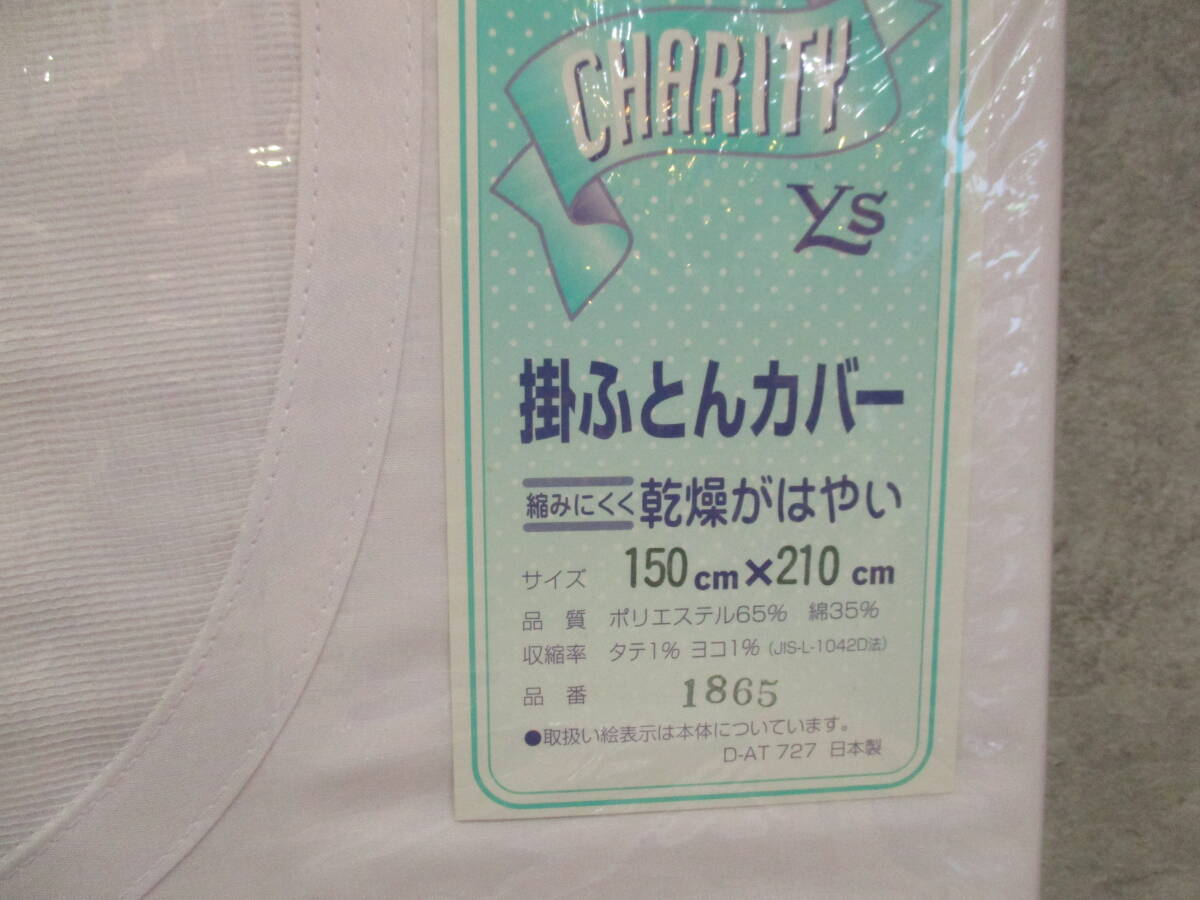 CHARITY
Ys
掛ふとんカバー
縮みにくく 乾燥がはやい
サイズ 150cm×210cm
品質 ポリエステル65% 綿35%
収縮率 タテ1% ヨコ1% (JIS-L-1042D法)
品番 1865
●取扱い絵表示は本体についています。
D-AT 727 日本製